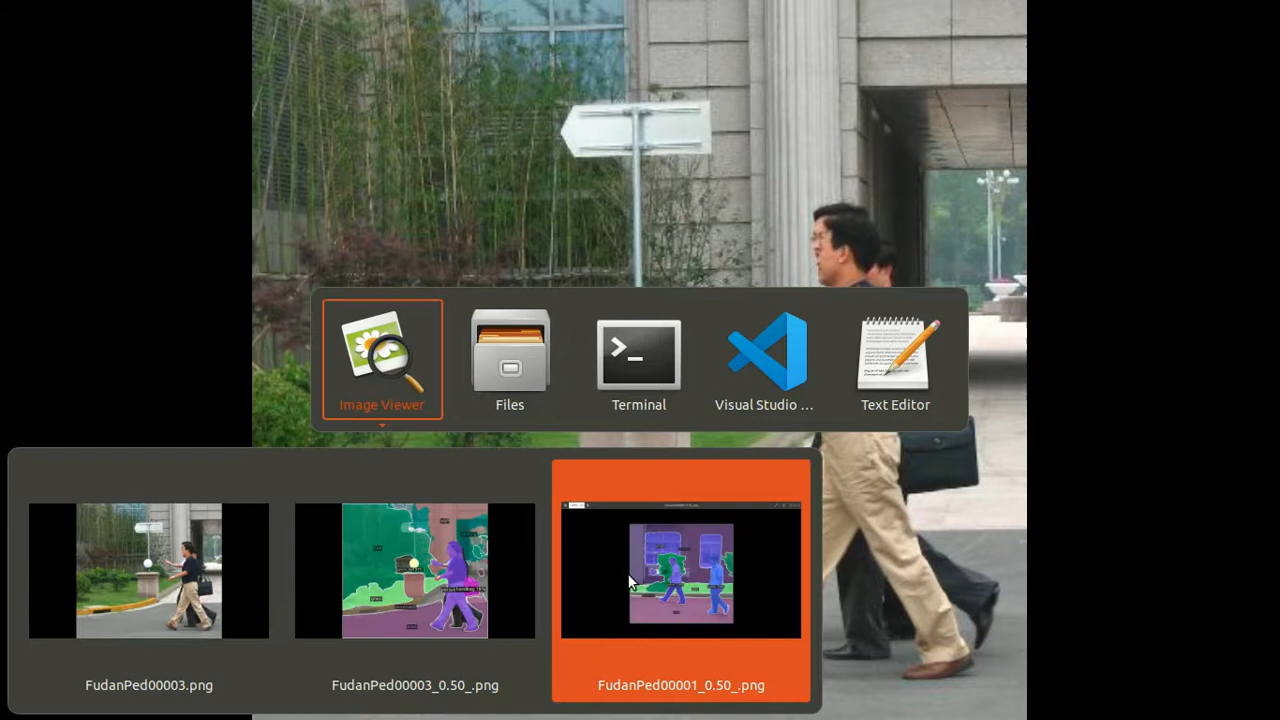 Image Viewer
Files
Terminal
Visual Studio ...
Text Editor
FudanPed00003.png
FudanPed00003_0.50_.png
FudanPed00001_0.50_.png